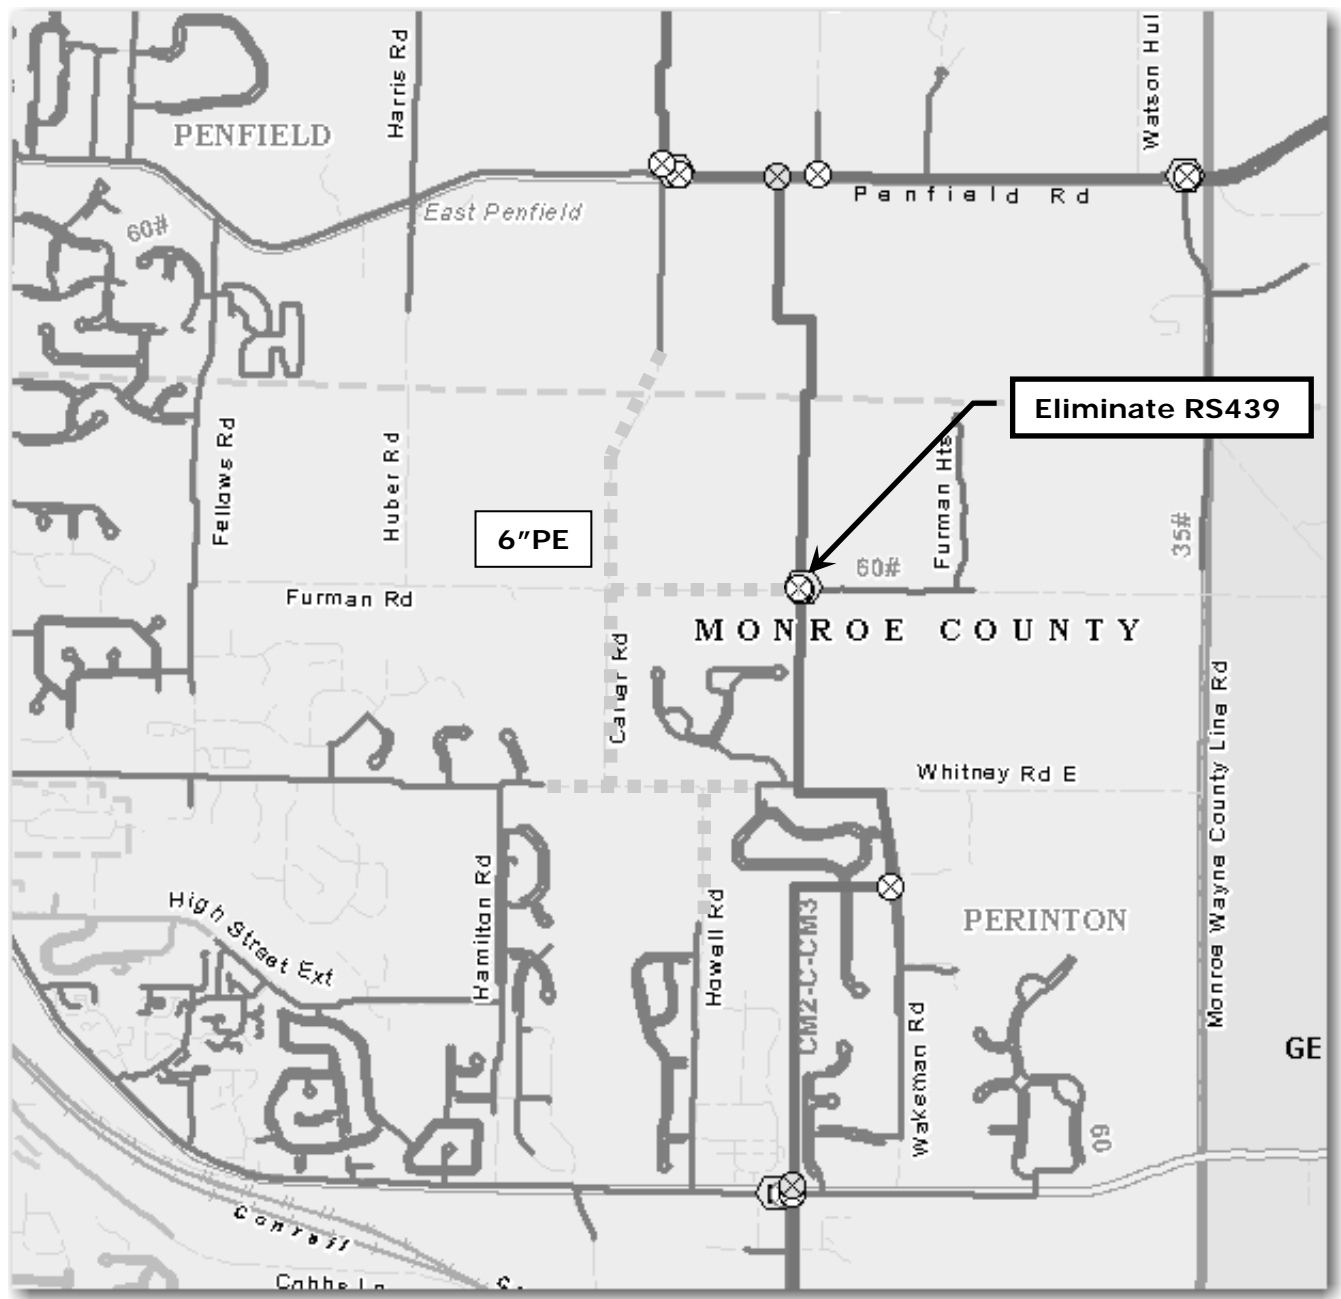 Harris Rd
Watson Hul
PENFIELD
Penfield Rd
East Penfield
60#
Eliminate RS439
Fellows Rd
Huber Rd
Furman Hts
6"PE
35#
60#
Furman Rd
MONROE COUNTY
Monroe Wayne County Line Rd
Whitney Rd E
High Street Ext
Hamilton Rd
Howell Rd
CM2-C-CM3
PERINTON
Wakeman Rd
GE
60
Conrail